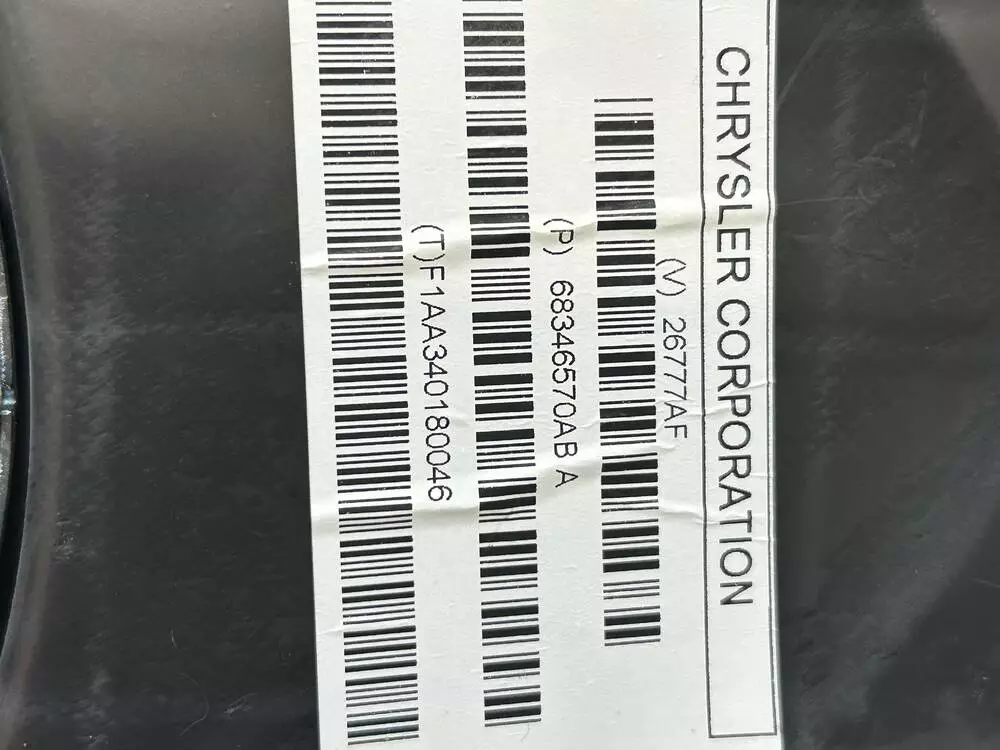 CHRYSLER CORPORATION
(V) 26777AF
(P) 68346570AB A
(T)F1AA340180046